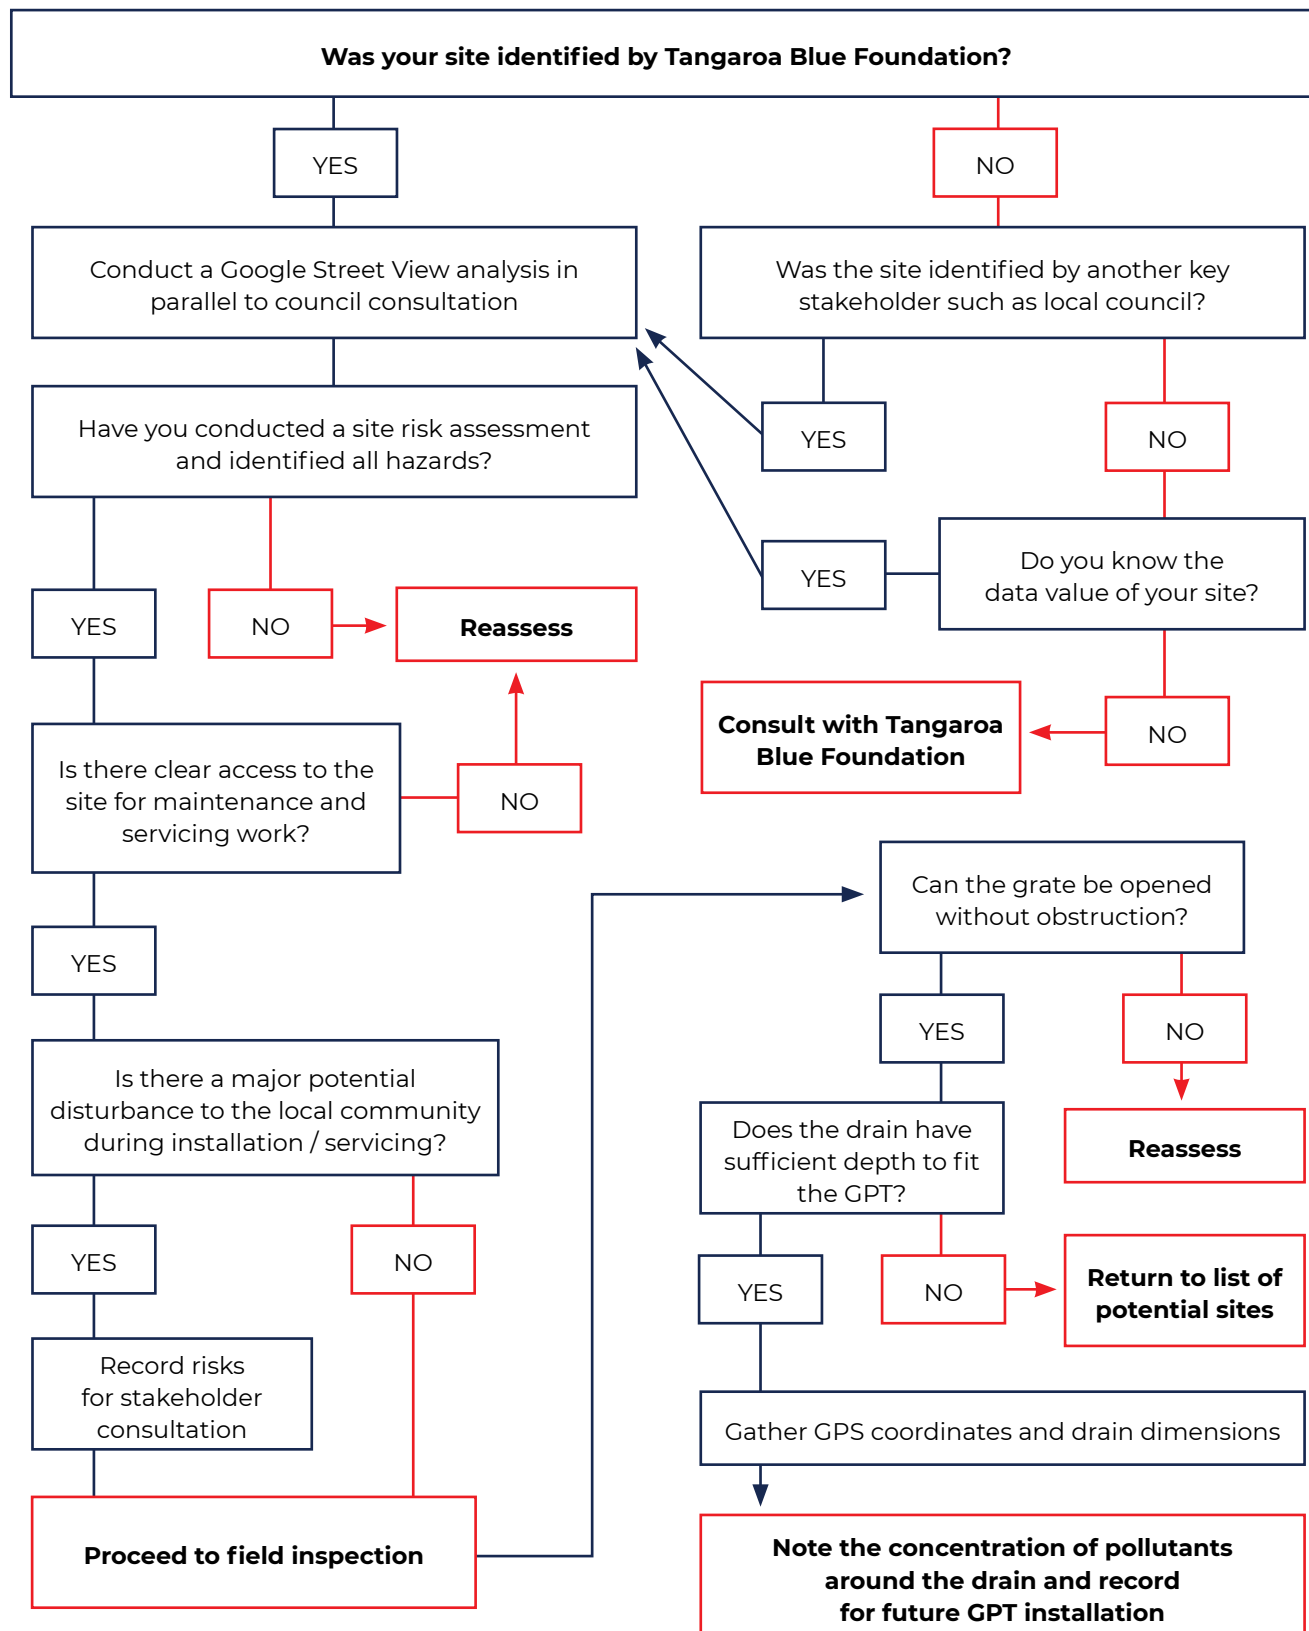 Was your site identified by Tangaroa Blue Foundation?
YES
NO
Conduct a Google Street View analysis in
parallel to council consultation
Was the site identified by another key
stakeholder such as local council?
Have you conducted a site risk assessment
and identified all hazards?
YES
NO
YES
Do you know the
data value of your site?
YES
NO
Reassess
Consult with Tangaroa
Blue Foundation
NO
Is there clear access to the
site for maintenance and
servicing work?
NO
YES
Is there a major potential
disturbance to the local community
during installation / servicing?
YES
NO
Record risks
for stakeholder
consultation
Proceed to field inspection
Can the grate be opened
without obstruction?
YES
NO
Reassess
Does the drain have
sufficient depth to fit
the GPT?
YES
NO
Return to list of
potential sites
Gather GPS coordinates and drain dimensions
Note the concentration of pollutants
around the drain and record
for future GPT installation